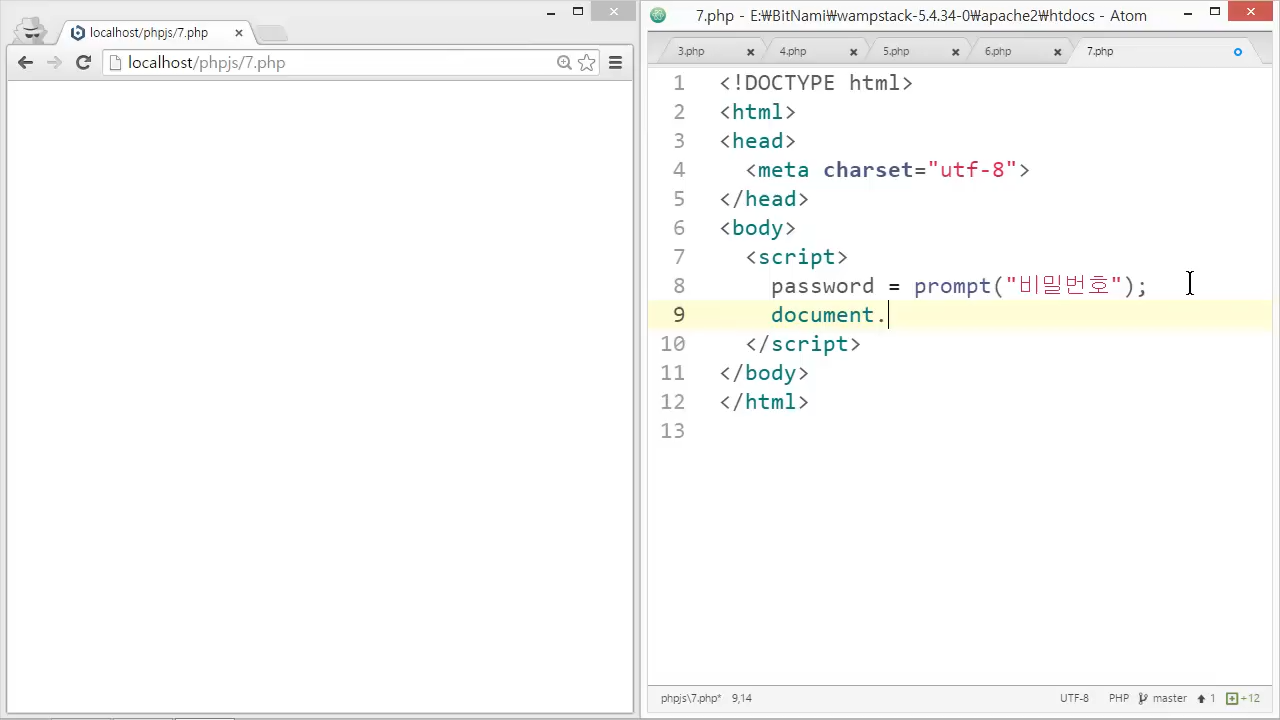 localhost/phpjs/7.php
localhost/phpjs/7.php
7.php - E:₩BitNami₩wampstack-5.4.34-0₩apache2₩htdocs - Atom
3.php
4.php
5.php
6.php
7.php
1 <!DOCTYPE html>
2 <html>
3 <head>
4 <meta charset="utf-8">
5 </head>
6 <body>
7 <script>
8 password = prompt("비밀번호");
9 document.
10 </script>
11 </body>
12 </html>
13
phpjs\7.php* 9,14 UTF-8 PHP master 1 +12